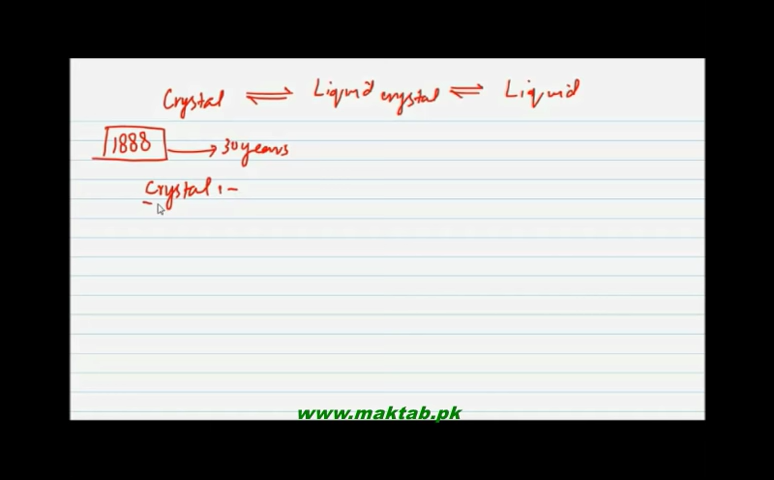 Crystal ⇌ Liquid crystal ⇌ Liquid
1888 → 30 years
Crystal :-
www.maktab.pk